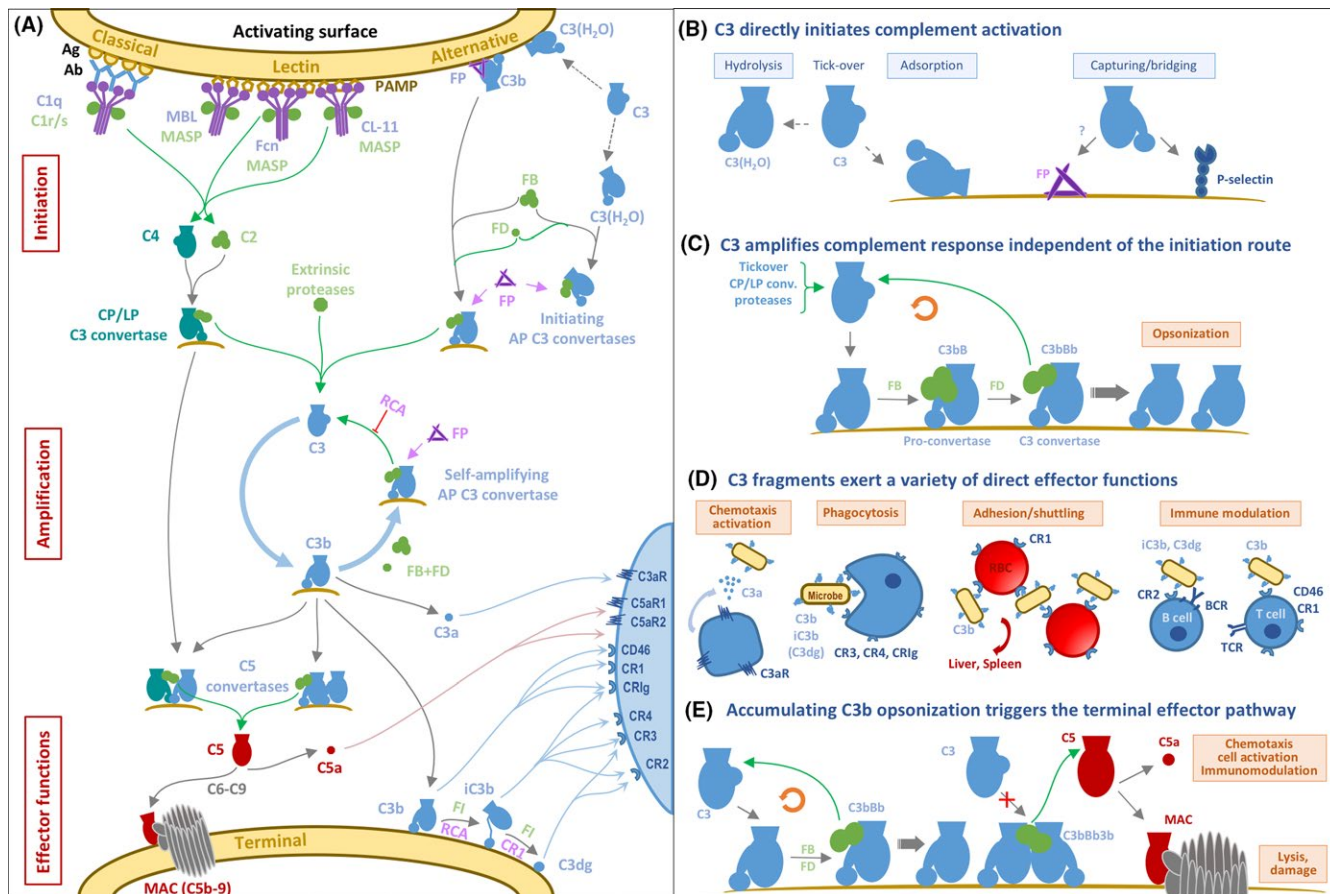 (A)
Activating surface
Classical
Lectin
Alternative
Ag
Ab
C1q
C1r/s
MBL
MASP
Fcn
MASP
CL-11
MASP
PAMP
FP
C3b
C3(H2O)
C3
C3(H2O)
Initiation
C4
C2
FB
FD
Extrinsic
proteases
FP
CP/LP
C3 convertase
Initiating
AP C3 convertases
RCA
C3
FP
Self-amplifying
AP C3 convertase
Amplification
C3b
FB+FD
C3a
C3aR
C5aR1
C5aR2
CD46
CR1
CRIg
CR4
CR3
CR2
C5
convertases
C5
C5a
C6-C9
Effector functions
C3b
FI
RCA
iC3b
FI
CR1
C3dg
Terminal
MAC (C5b-9)
(B) C3 directly initiates complement activation
Hydrolysis
Tick-over
Adsorption
Capturing/bridging
C3(H2O)
C3
?
FP
P-selectin
(C) C3 amplifies complement response independent of the initiation route
Tickover
CP/LP conv.
proteases
C3bB
C3bBb
Opsonization
FB
FD
Pro-convertase
C3 convertase
(D) C3 fragments exert a variety of direct effector functions
Chemotaxis
activation
Phagocytosis
Adhesion/shuttling
Immune modulation
C3a
C3aR
Microbe
C3b
iC3b
(C3dg)
CR3, CR4, CRIg
CR1
RBC
C3b
Liver, Spleen
iC3b, C3dg
CR2
BCR
B cell
C3b
CD46
CR1
T cell
TCR
(E) Accumulating C3b opsonization triggers the terminal effector pathway
C3
C3bBb
FB
FD
C3
C5
C5a
C3bBb3b
MAC
Chemotaxis
cell activation
Immunomodulation
Lysis,
damage